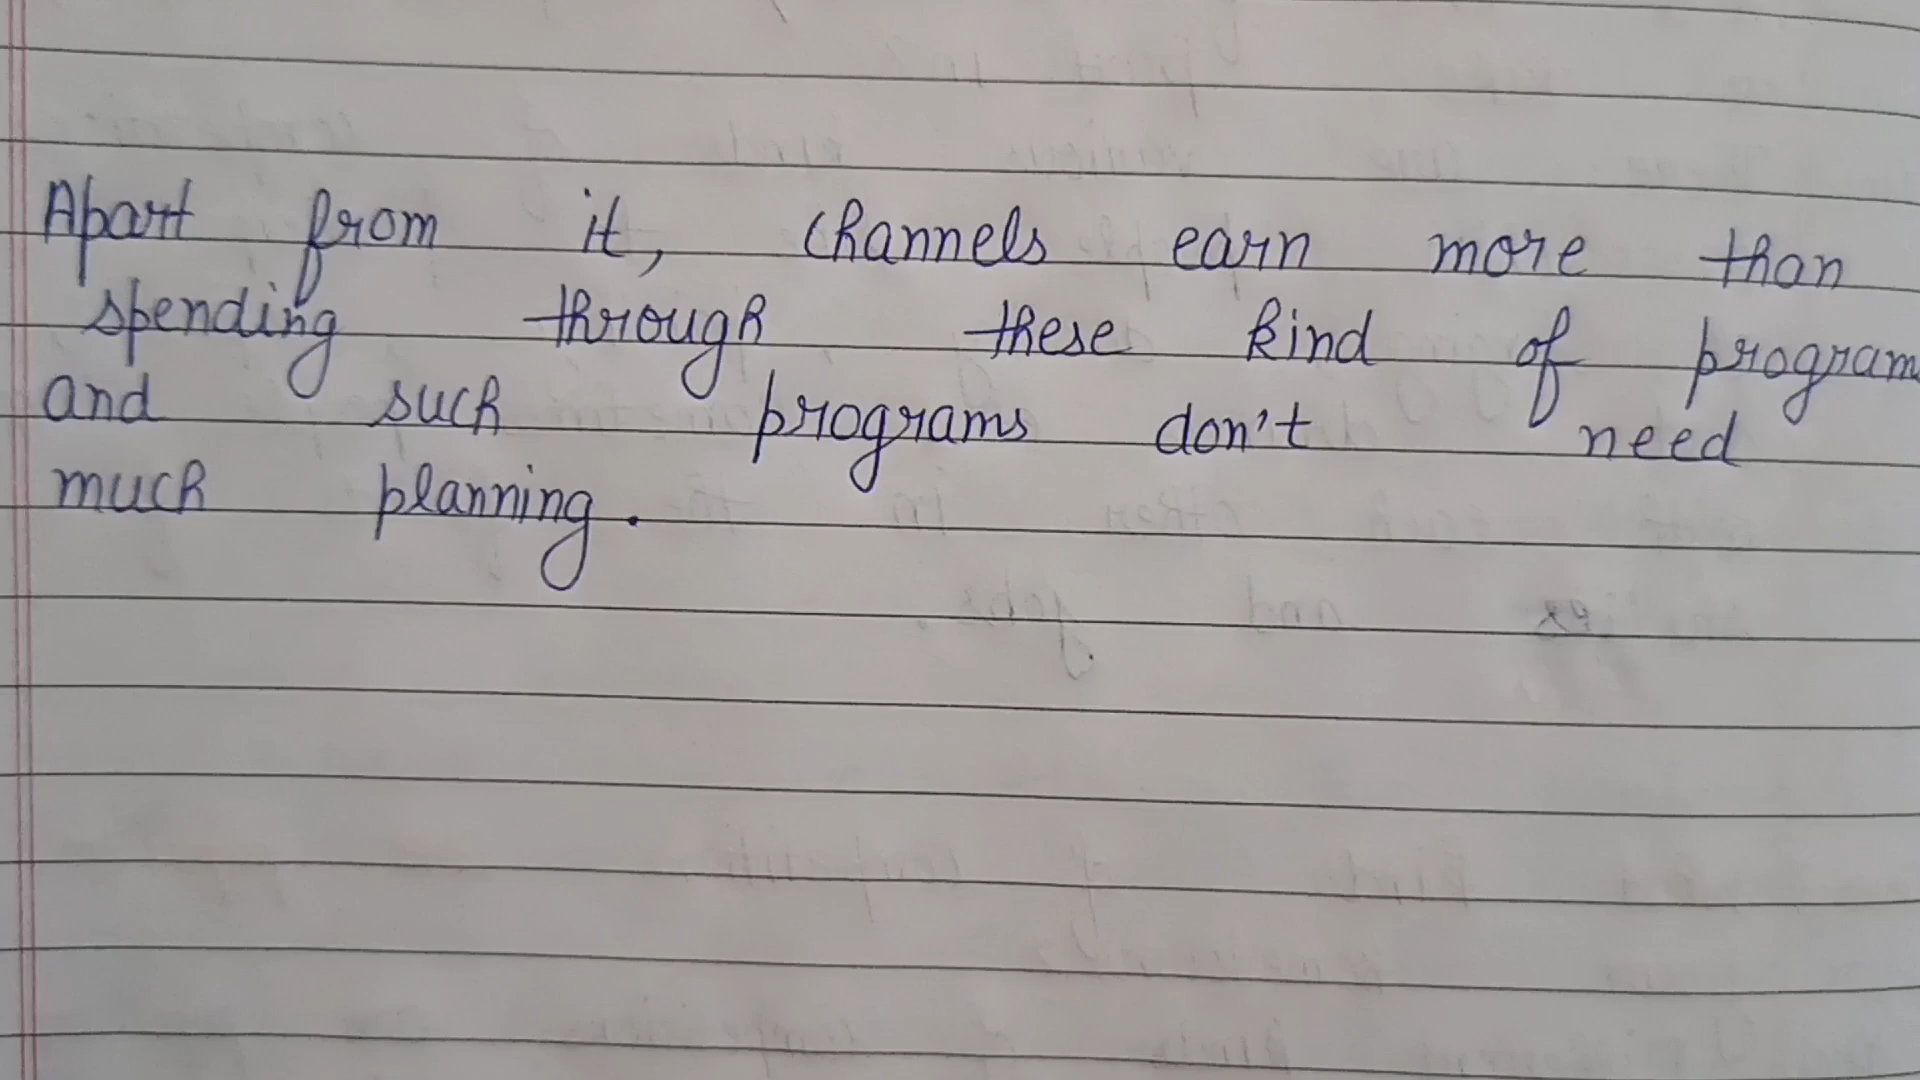 Apart from it, channels earn more than
spending through these kind of program
and such programs don't need
much planning.